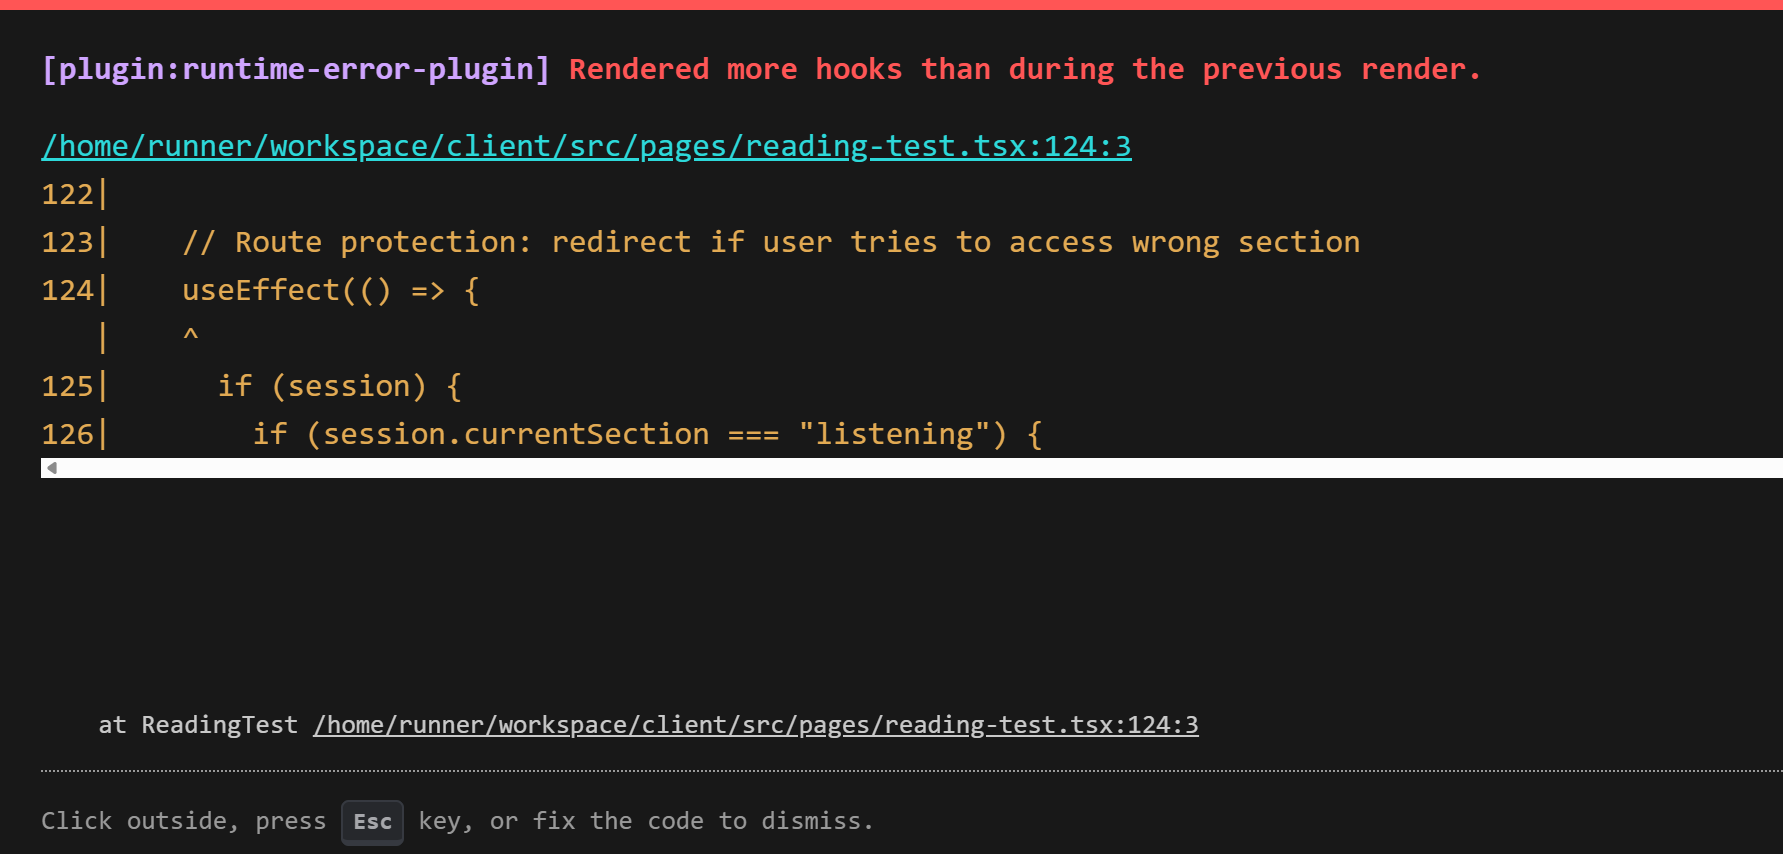 [plugin:runtime-error-plugin] Rendered more hooks than during the previous render.
/home/runner/workspace/client/src/pages/reading-test.tsx:124:3
122|
123|    // Route protection: redirect if user tries to access wrong section
124|    useEffect(() => {
   |    ^
125|      if (session) {
126|        if (session.currentSection === "listening") {
at ReadingTest /home/runner/workspace/client/src/pages/reading-test.tsx:124:3
Click outside, press Esc key, or fix the code to dismiss.